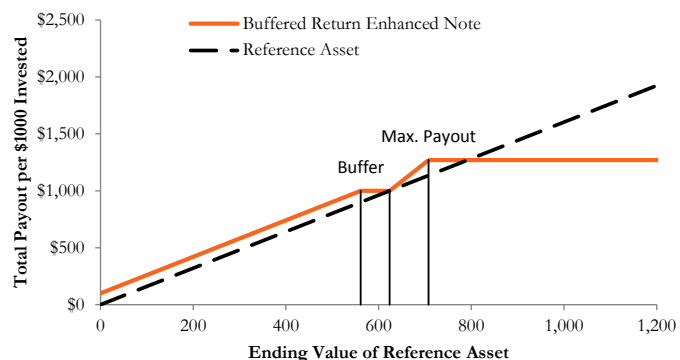 $2,500
Buffered Return Enhanced Note
Reference Asset
$2,000
$1,500
Max. Payout
Buffer
$1,000
$500
$0
Total Payout per $1000 Invested
0 200 400 600 800 1,000 1,200
Ending Value of Reference Asset